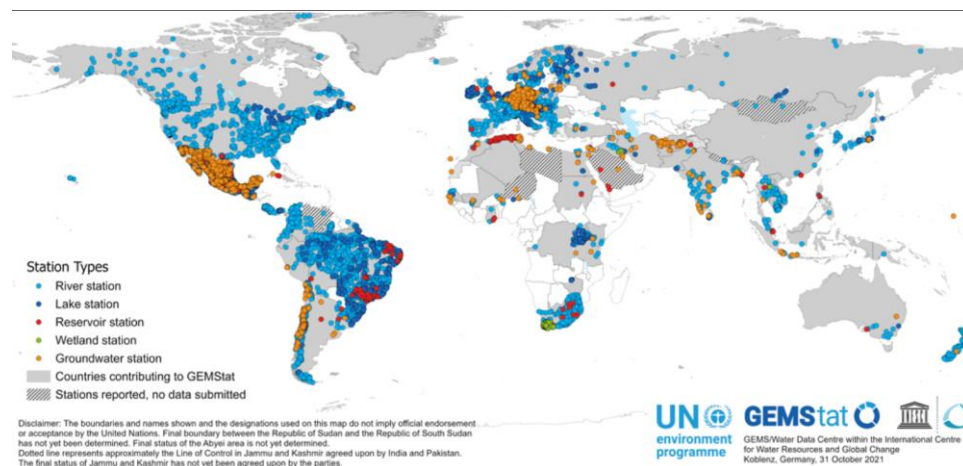 Station Types
River station
Lake station
Reservoir station
Wetland station
Groundwater station
Countries contributing to GEMStat
Stations reported, no data submitted
Disclaimer: The boundaries and names shown and the designations used on this map do not imply official endorsement
or acceptance by the United Nations. Final boundary between the Republic of Sudan and the Republic of South Sudan
has not yet been determined. Final status of the Abyei area is not yet determined.
Dotted line represents approximately the Line of Control in Jammu and Kashmir agreed upon by India and Pakistan.
The final status of Jammu and Kashmir has not yet been agreed upon by the parties.
UN
environment
programme
GEMStat
GEMS/Water Data Centre within the International Centre
for Water Resources and Global Change
Koblenz, Germany, 31 October 2021